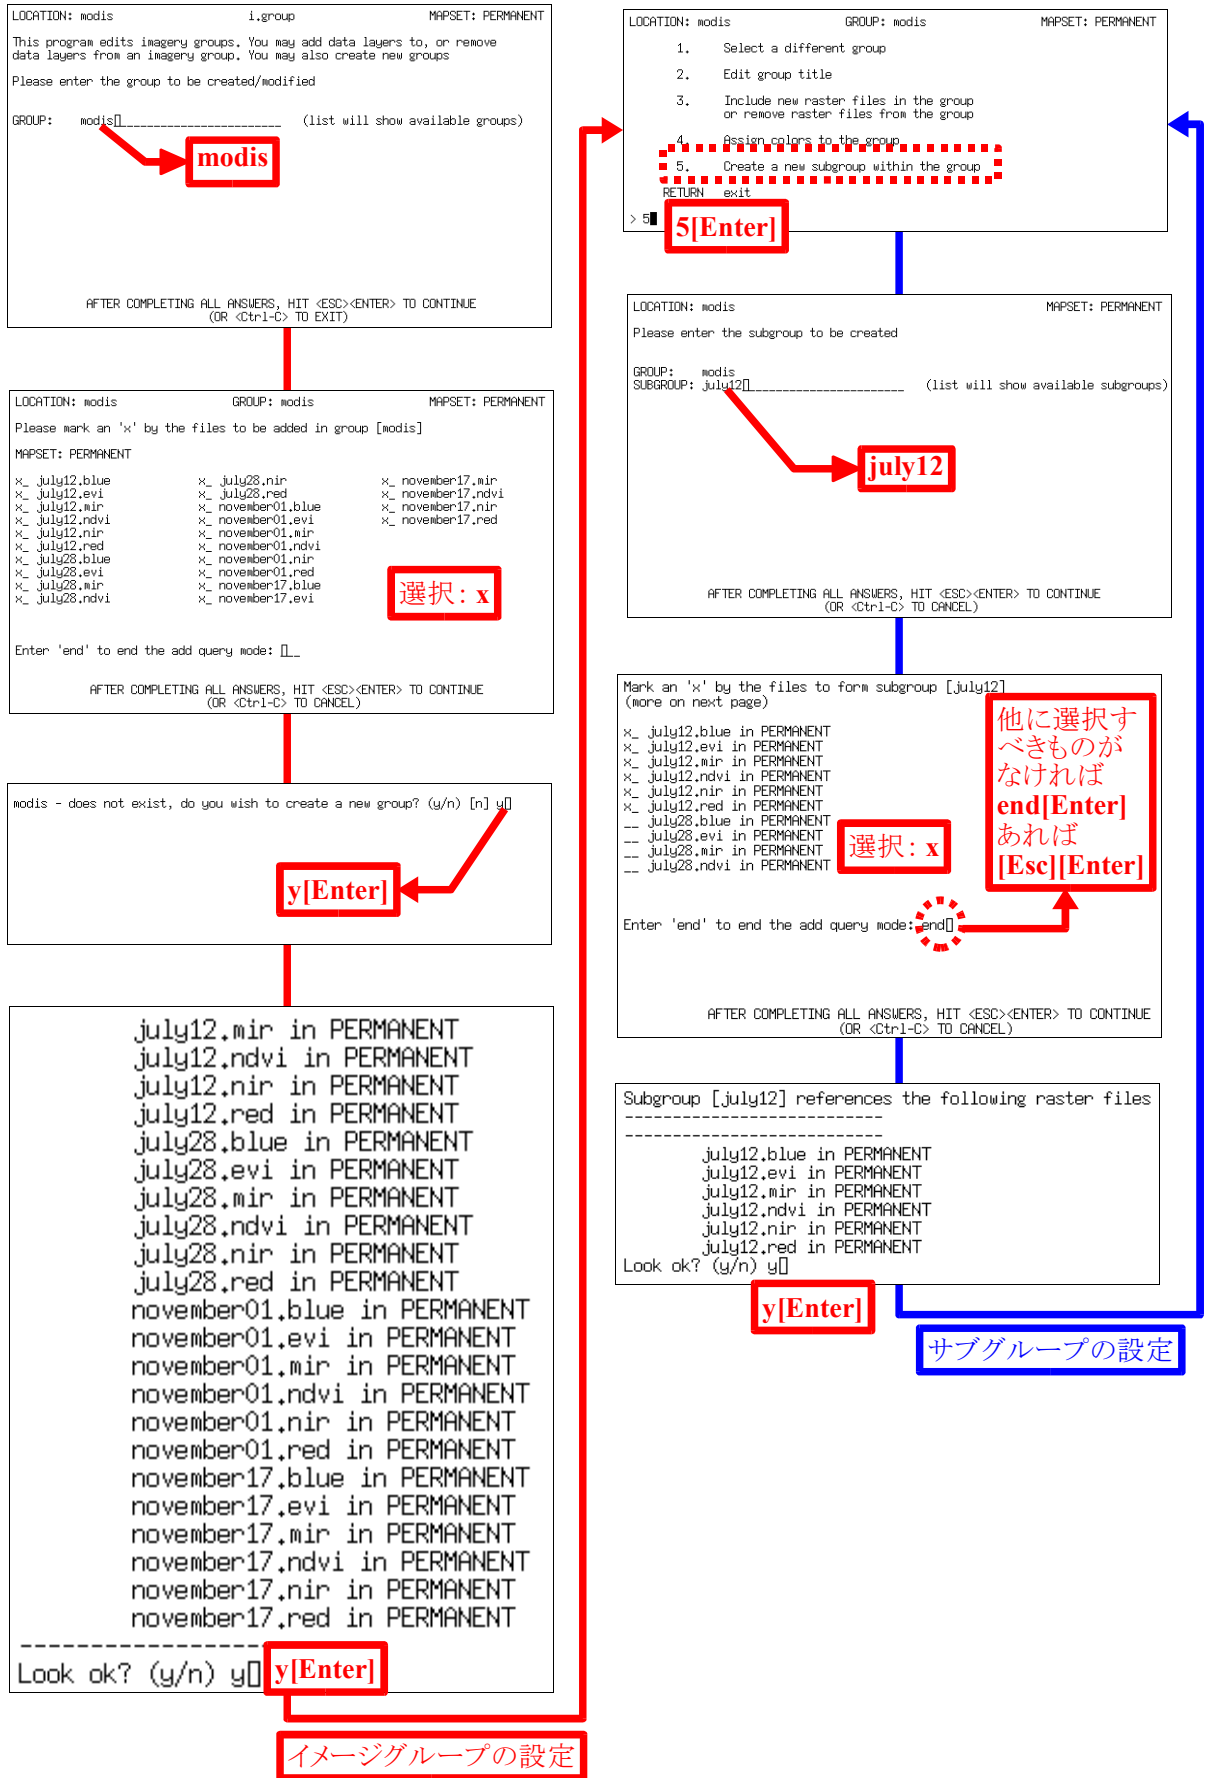 LOCATION: modis i.group MAPSET: PERMANENT
This program edits imagery groups. You may add data layers to, or remove
data layers from an imagery group. You may also create new groups
Please enter the group to be created/modified
GROUP: modis[]_______________________ (list will show available groups)
modis
AFTER COMPLETING ALL ANSWERS, HIT <ESC><ENTER> TO CONTINUE
(OR <Ctrl-C> TO EXIT)
LOCATION: modis GROUP: modis MAPSET: PERMANENT
Please mark an 'x' by the files to be added in group [modis]
MAPSET: PERMANENT
x_ july12.blue x_ july28.nir x_ november17.mir
x_ july12.evi x_ july28.red x_ november17.ndvi
x_ july12.mir x_ november01.blue x_ november17.nir
x_ july12.ndvi x_ november01.evi x_ november17.red
x_ july12.nir x_ november01.mir
x_ july12.red x_ november01.ndvi
x_ july28.blue x_ november01.nir
x_ july28.evi x_ november01.red
x_ july28.mir x_ november17.blue
x_ july28.ndvi x_ november17.evi
選択: x
Enter 'end' to end the add query mode: []__
AFTER COMPLETING ALL ANSWERS, HIT <ESC><ENTER> TO CONTINUE
(OR <Ctrl-C> TO CANCEL)
modis - does not exist, do you wish to create a new group? (y/n) [n] y[]
y[Enter]
july12.mir in PERMANENT
july12.ndvi in PERMANENT
july12.nir in PERMANENT
july12.red in PERMANENT
july28.blue in PERMANENT
july28.evi in PERMANENT
july28.mir in PERMANENT
july28.ndvi in PERMANENT
july28.nir in PERMANENT
july28.red in PERMANENT
november01.blue in PERMANENT
november01.evi in PERMANENT
november01.mir in PERMANENT
november01.ndvi in PERMANENT
november01.nir in PERMANENT
november01.red in PERMANENT
november17.blue in PERMANENT
november17.evi in PERMANENT
november17.mir in PERMANENT
november17.ndvi in PERMANENT
november17.nir in PERMANENT
november17.red in PERMANENT
------------------
Look ok? (y/n) y[]
y[Enter]
イメージグループの設定
LOCATION: modis GROUP: modis MAPSET: PERMANENT
1. Select a different group
2. Edit group title
3. Include new raster files in the group
or remove raster files from the group
4. Assign colors to the group
5. Create a new subgroup within the group
RETURN exit
> 5
5[Enter]
LOCATION: modis MAPSET: PERMANENT
Please enter the subgroup to be created
GROUP: modis
SUBGROUP: july12[]_______________________ (list will show available subgroups)
july12
AFTER COMPLETING ALL ANSWERS, HIT <ESC><ENTER> TO CONTINUE
(OR <Ctrl-C> TO CANCEL)
Mark an 'x' by the files to form subgroup [july12]
(more on next page)
x_ july12.blue in PERMANENT
x_ july12.evi in PERMANENT
x_ july12.mir in PERMANENT
x_ july12.ndvi in PERMANENT
x_ july12.nir in PERMANENT
x_ july12.red in PERMANENT
__ july28.blue in PERMANENT
__ july28.evi in PERMANENT
__ july28.mir in PERMANENT
__ july28.ndvi in PERMANENT
選択: x
他に選択す
べきものが
なければ
end[Enter]
あれば
[Esc][Enter]
Enter 'end' to end the add query mode: end[]
AFTER COMPLETING ALL ANSWERS, HIT <ESC><ENTER> TO CONTINUE
(OR <Ctrl-C> TO CANCEL)
Subgroup [july12] references the following raster files
---------------------------
---------------------------
july12.blue in PERMANENT
july12.evi in PERMANENT
july12.mir in PERMANENT
july12.ndvi in PERMANENT
july12.nir in PERMANENT
july12.red in PERMANENT
Look ok? (y/n) y[]
y[Enter]
サブグループの設定